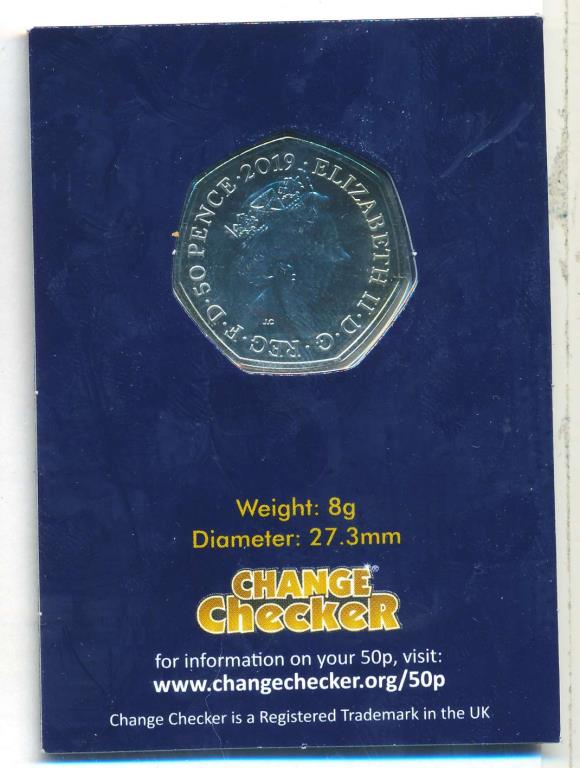 ELIZABETH II · D · G · REG · F · D · 50 PENCE · 2019 ·
J.C
Weight: 8g
Diameter: 27.3mm
CHANGE
CHecKeR®
for information on your 50p, visit:
www.changechecker.org/50p
Change Checker is a Registered Trademark in the UK